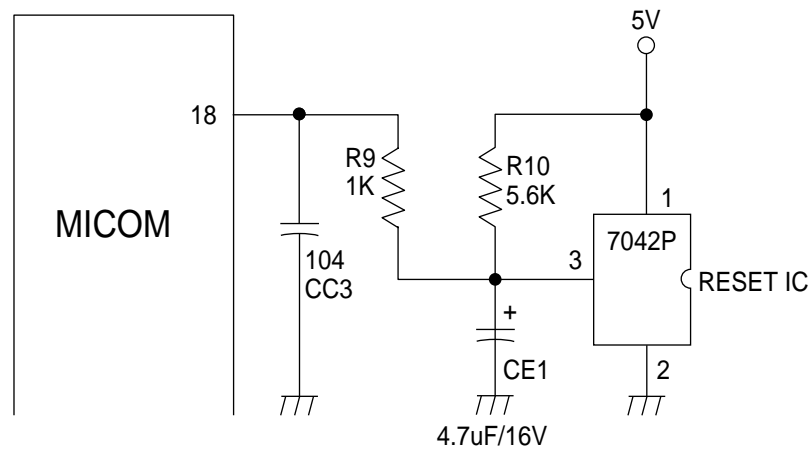 5V
18
R9
1K
R10
5.6K
1
MICOM
7042P
104
CC3
3
RESET IC
+
CE1
2
4.7uF/16V